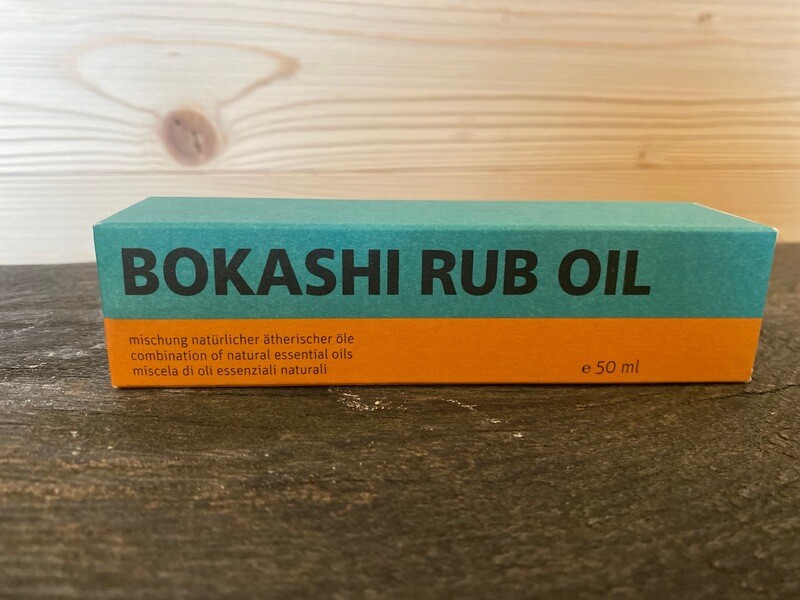 BOKASHI RUB OIL
mischung natürlicher ätherischer öle
combination of natural essential oils
miscela di oli essenziali naturali
℮ 50 ml